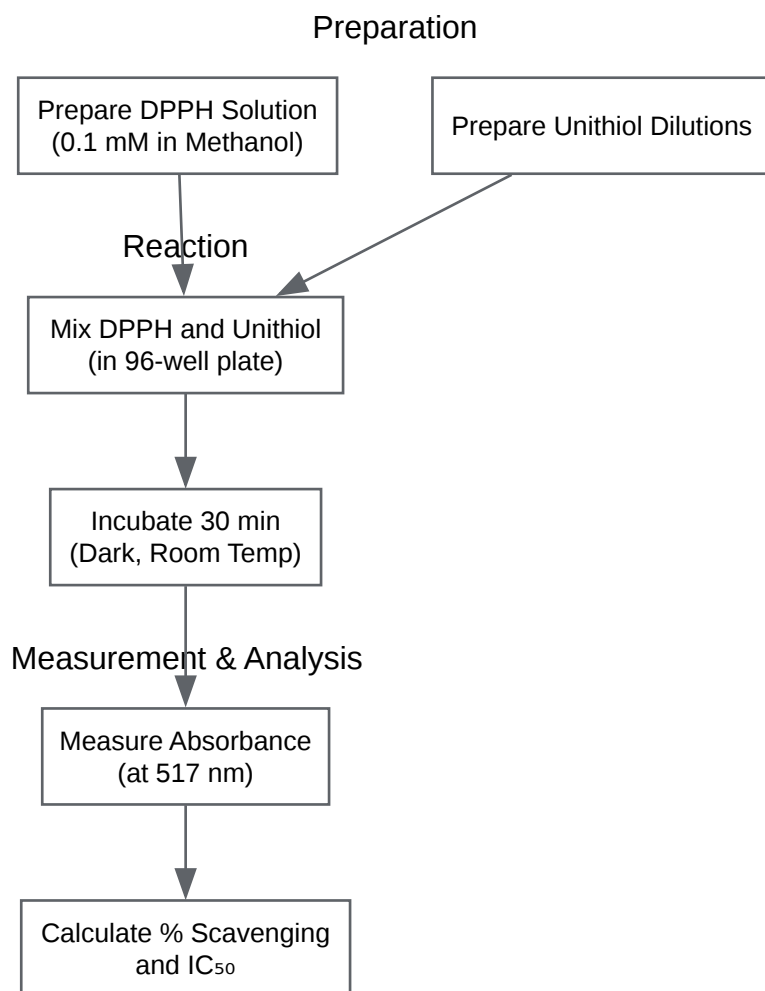 Preparation
Prepare DPPH Solution
(0.1 mM in Methanol)
Prepare Unithiol Dilutions
Reaction
Mix DPPH and Unithiol
(in 96-well plate)
Incubate 30 min
(Dark, Room Temp)
Measurement & Analysis
Measure Absorbance
(at 517 nm)
Calculate % Scavenging
and IC₅₀